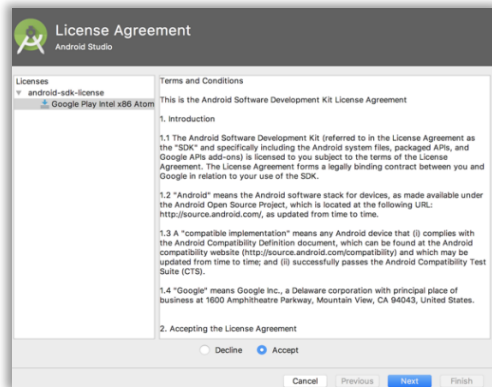 License Agreement
Android Studio
Licenses
android-sdk-license
Google Play Intel x86 Atom
Terms and Conditions
This is the Android Software Development Kit License Agreement
1. Introduction
1.1 The Android Software Development Kit (referred to in the License Agreement as
the "SDK" and specifically including the Android system files, packaged APIs, and
Google APIs add-ons) is licensed to you subject to the terms of the License
Agreement. The License Agreement forms a legally binding contract between you and
Google in relation to your use of the SDK.
1.2 "Android" means the Android software stack for devices, as made available under
the Android Open Source Project, which is located at the following URL:
http://source.android.com/, as updated from time to time.
1.3 A "compatible implementation" means any Android device that (i) complies with
the Android Compatibility Definition document, which can be found at the Android
compatibility website (http://source.android.com/compatibility) and which may be
updated from time to time; and (ii) successfully passes the Android Compatibility Test
Suite (CTS).
1.4 "Google" means Google Inc., a Delaware corporation with principal place of
business at 1600 Amphitheatre Parkway, Mountain View, CA 94043, United States.
2. Accepting the License Agreement
Decline Accept
Cancel Previous Next Finish